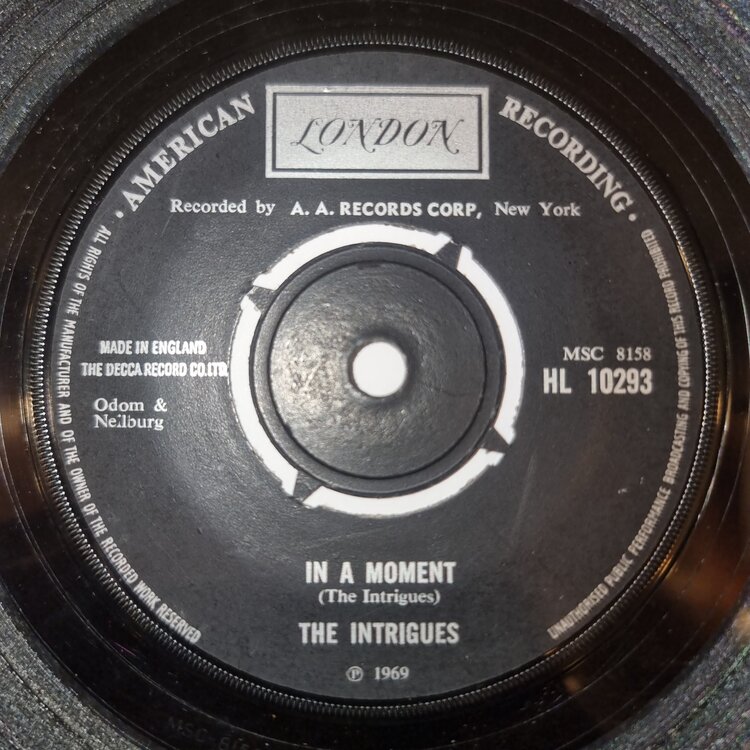 · AMERICAN
LONDON
RECORDING ·
Recorded by A. A. RECORDS CORP, New York
MADE IN ENGLAND
THE DECCA RECORD CO.LTD.
Odom &
Neilburg
MSC 8158
HL 10293
IN A MOMENT
(The Intrigues)
THE INTRIGUES
Ⓟ 1969
ALL RIGHTS OF THE MANUFACTURER AND OF THE OWNER OF THE RECORDED WORK RESERVED
UNAUTHORISED PUBLIC PERFORMANCE BROADCASTING AND COPYING OF THIS RECORD PROHIBITED